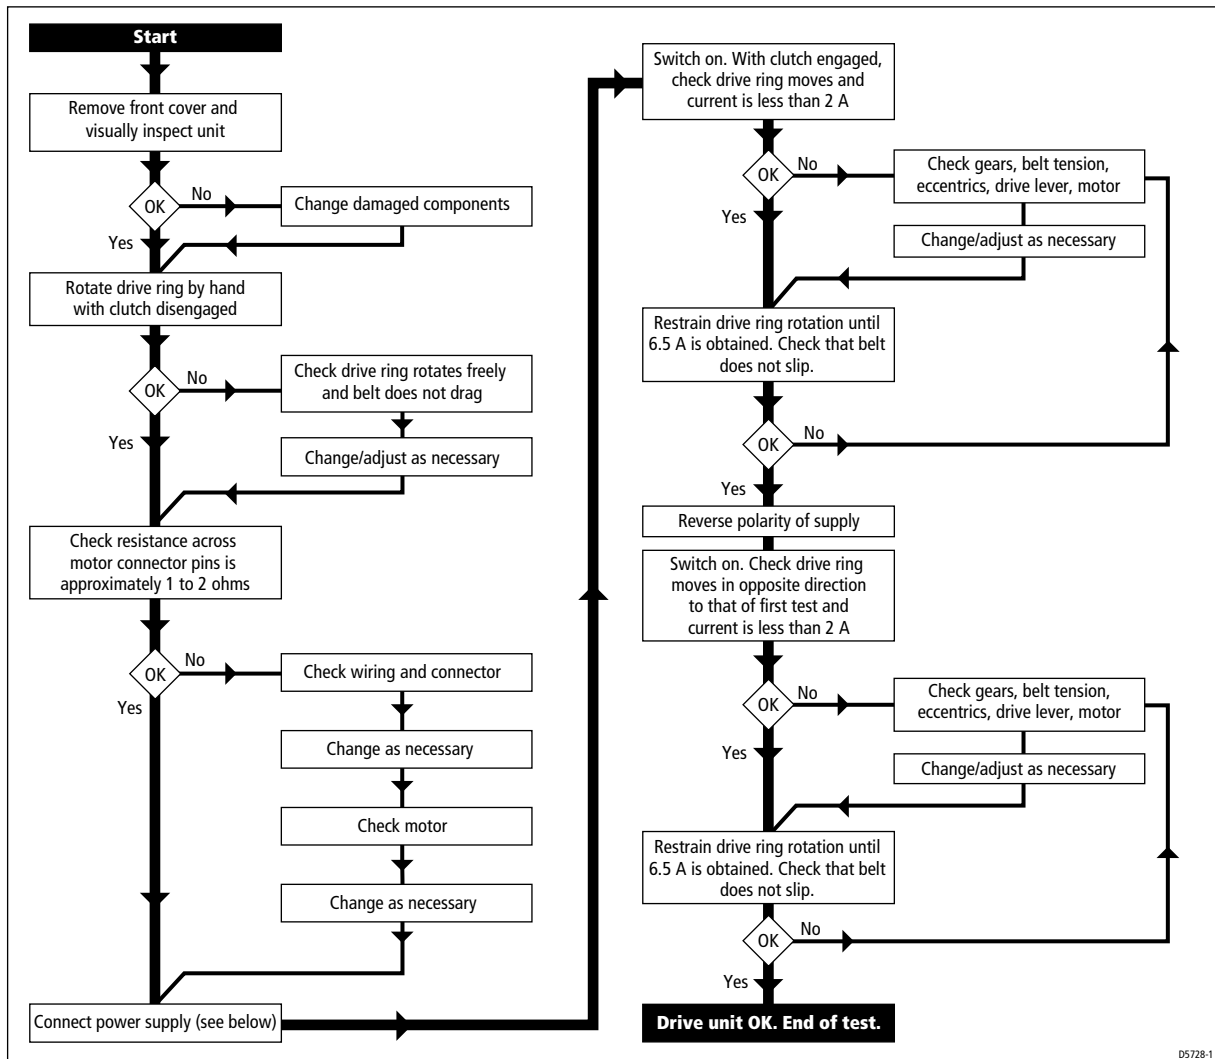 Start
Remove front cover and
visually inspect unit
OK
No
Change damaged components
Yes
Rotate drive ring by hand
with clutch disengaged
OK
No
Check drive ring rotates freely
and belt does not drag
Yes
Change/adjust as necessary
Check resistance across
motor connector pins is
approximately 1 to 2 ohms
OK
No
Check wiring and connector
Yes
Change as necessary
Check motor
Change as necessary
Connect power supply (see below)
Switch on. With clutch engaged,
check drive ring moves and
current is less than 2 A
OK
No
Check gears, belt tension,
eccentrics, drive lever, motor
Yes
Change/adjust as necessary
Restrain drive ring rotation until
6.5 A is obtained. Check that belt
does not slip.
OK
No
Yes
Reverse polarity of supply
Switch on. Check drive ring
moves in opposite direction
to that of first test and
current is less than 2 A
OK
No
Check gears, belt tension,
eccentrics, drive lever, motor
Yes
Change/adjust as necessary
Restrain drive ring rotation until
6.5 A is obtained. Check that belt
does not slip.
OK
No
Yes
Drive unit OK. End of test.
D5728-1